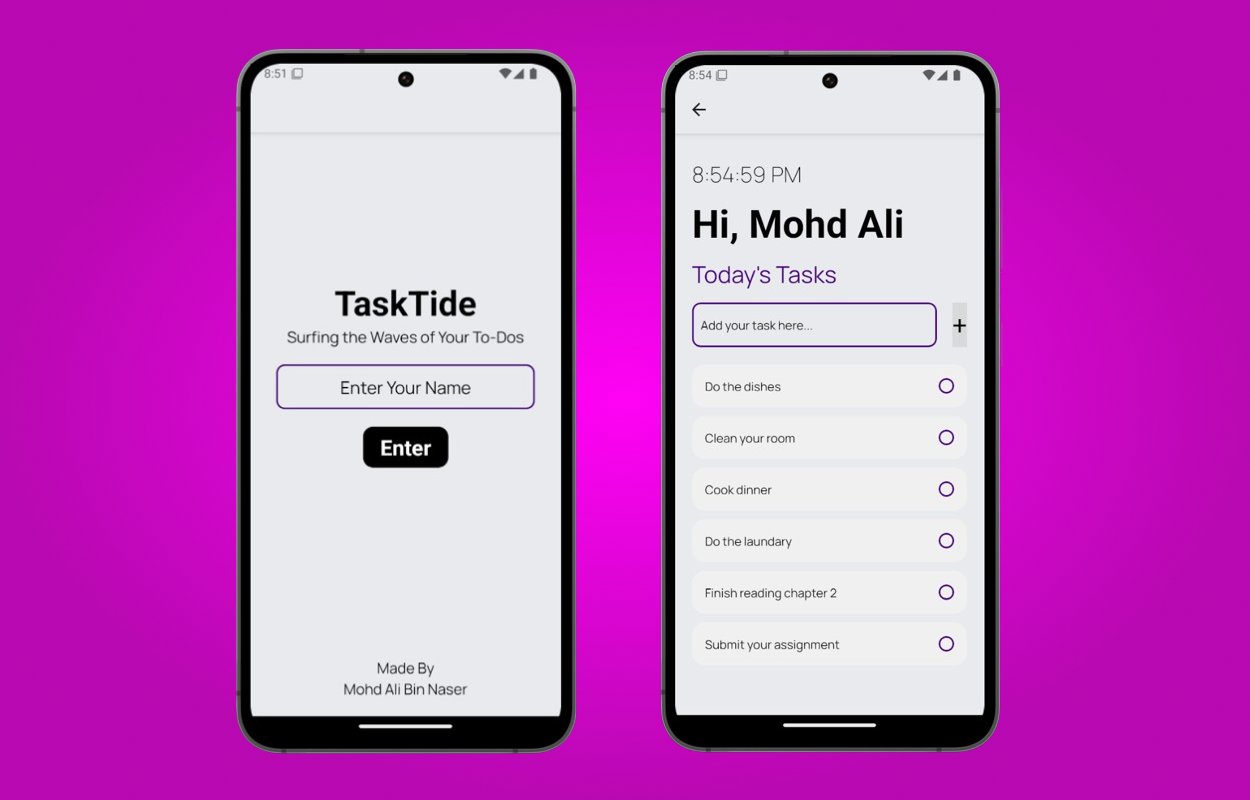 8:51
TaskTide
Surfing the Waves of Your To-Dos
Enter Your Name
Enter
Made By
Mohd Ali Bin Naser
8:54
8:54:59 PM
Hi, Mohd Ali
Today's Tasks
Add your task here...
+
Do the dishes
Clean your room
Cook dinner
Do the laundary
Finish reading chapter 2
Submit your assignment